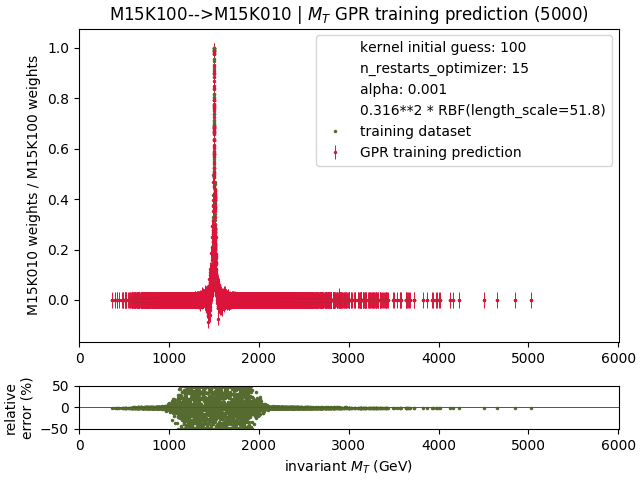 M15K100-->M15K010 | M_T GPR training prediction (5000)
M15K010 weights / M15K100 weights
1.0
0.8
0.6
0.4
0.2
0.0
kernel initial guess: 100
n_restarts_optimizer: 15
alpha: 0.001
0.316**2 * RBF(length_scale=51.8)
training dataset
GPR training prediction
0 1000 2000 3000 4000 5000 6000
relative
error (%)
50
0
−50
0 1000 2000 3000 4000 5000 6000
invariant M_T (GeV)